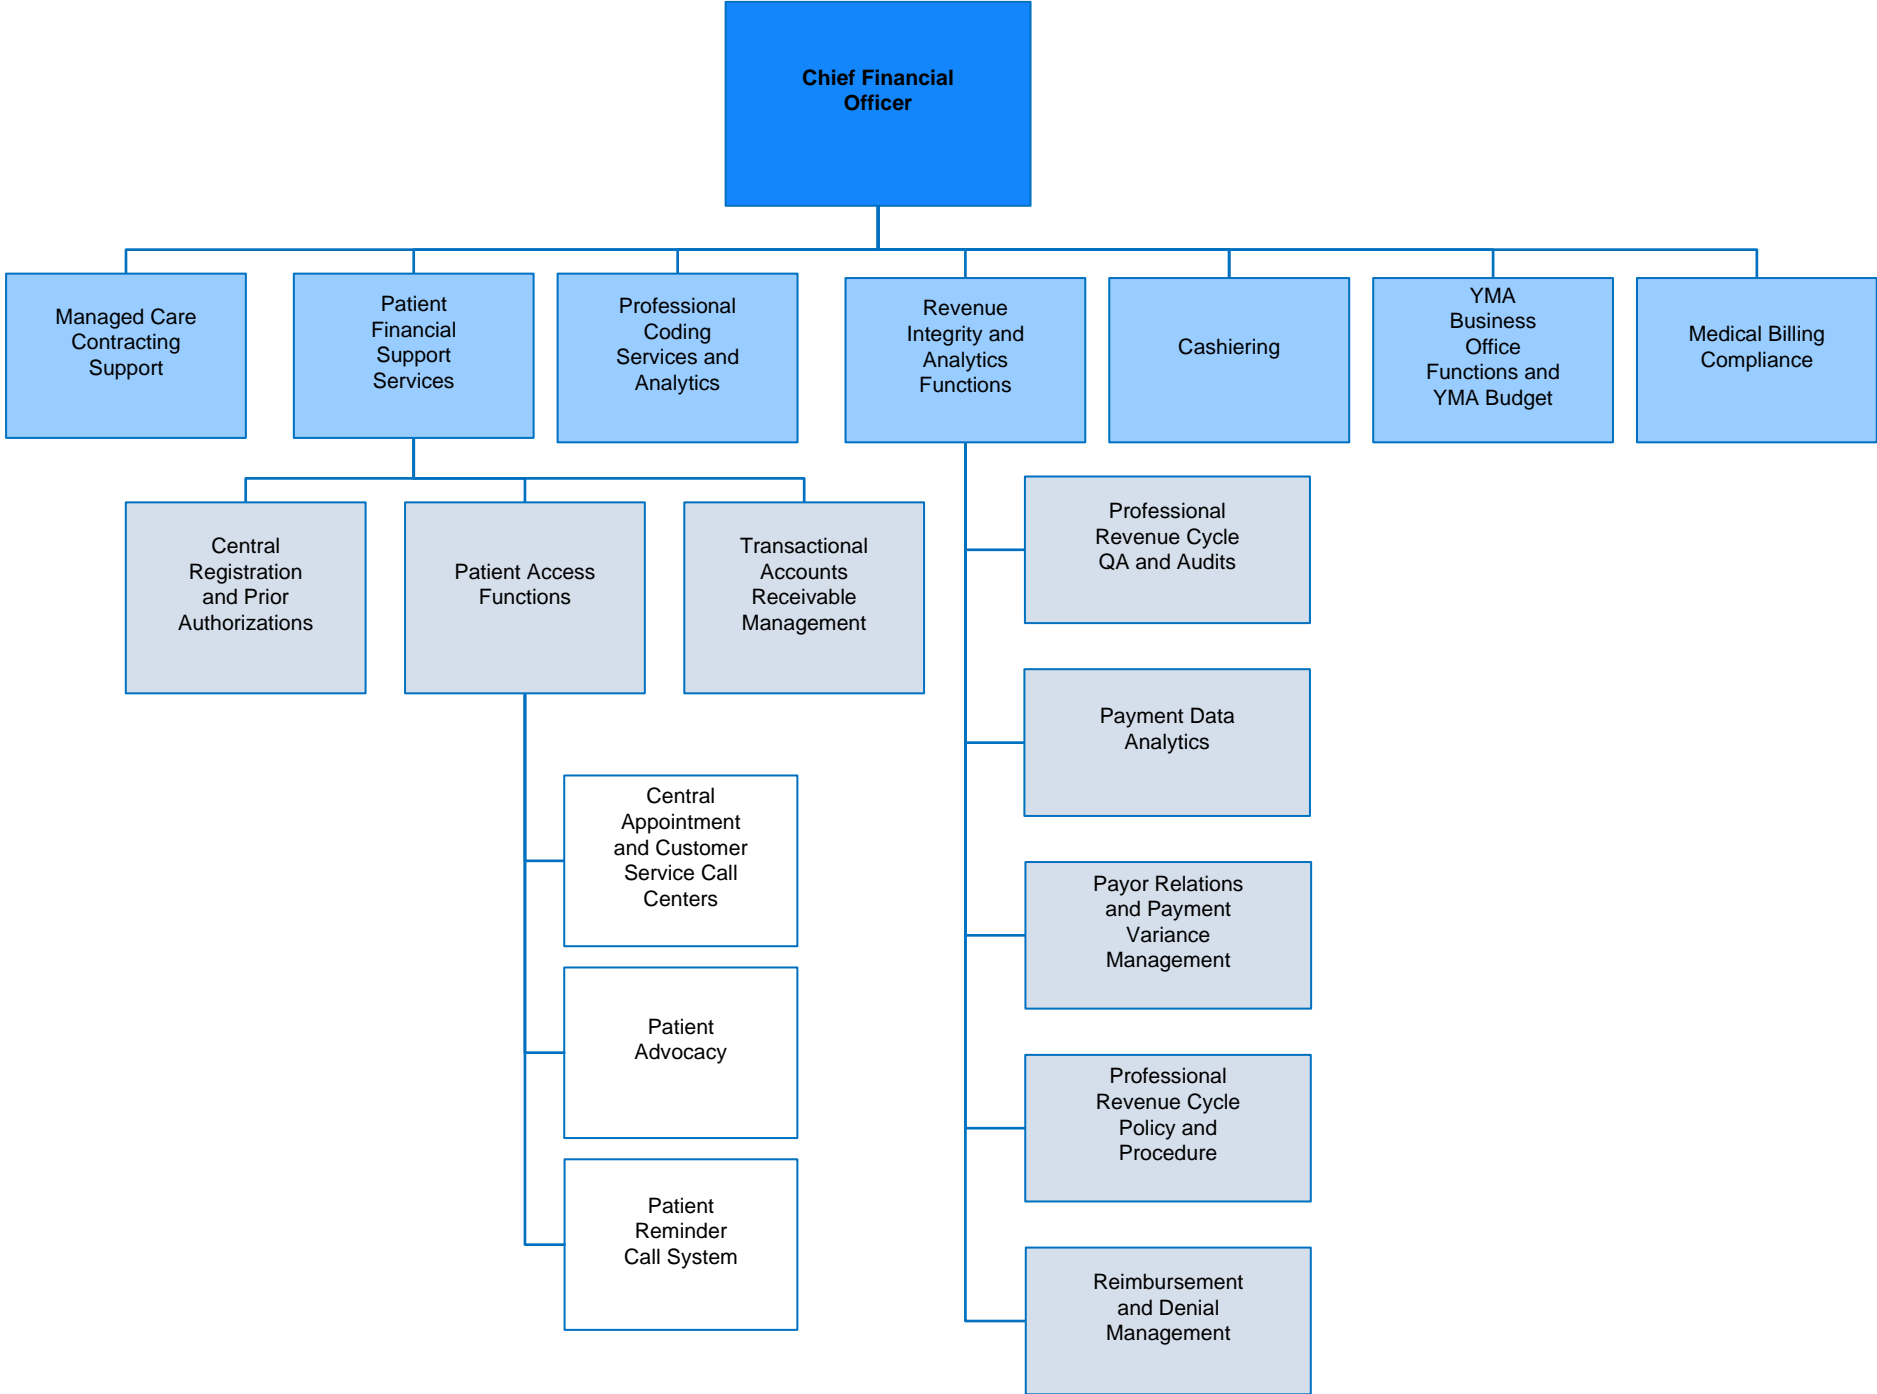 Chief Financial
Officer
Managed Care
Contracting
Support
Patient
Financial
Support
Services
Professional
Coding
Services and
Analytics
Revenue
Integrity and
Analytics
Functions
Cashiering
YMA
Business
Office
Functions and
YMA Budget
Medical Billing
Compliance
Central
Registration
and Prior
Authorizations
Patient Access
Functions
Transactional
Accounts
Receivable
Management
Professional
Revenue Cycle
QA and Audits
Payment Data
Analytics
Central
Appointment
and Customer
Service Call
Centers
Payor Relations
and Payment
Variance
Management
Patient
Advocacy
Professional
Revenue Cycle
Policy and
Procedure
Patient
Reminder
Call System
Reimbursement
and Denial
Management